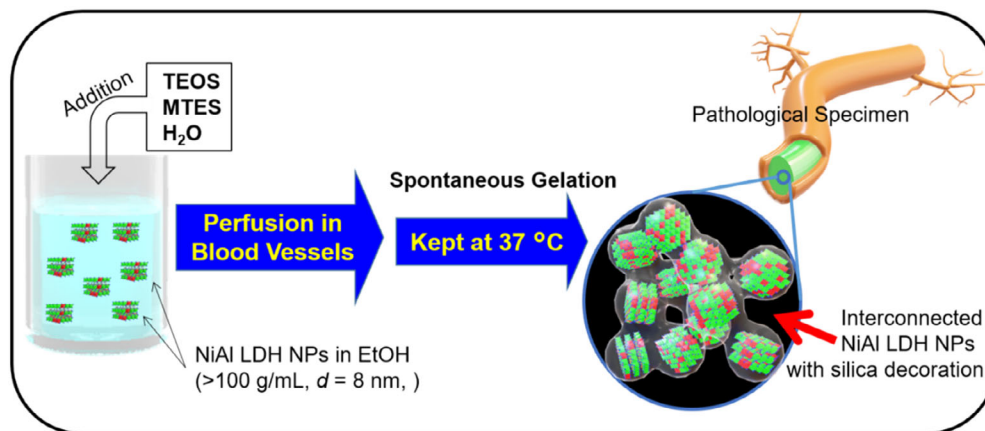 Addition
TEOS
MTES
H₂O
Perfusion in
Blood Vessels
Spontaneous Gelation
Kept at 37 °C
Pathological Specimen
NiAl LDH NPs in EtOH
(>100 g/mL, d = 8 nm, )
Interconnected
NiAl LDH NPs
with silica decoration